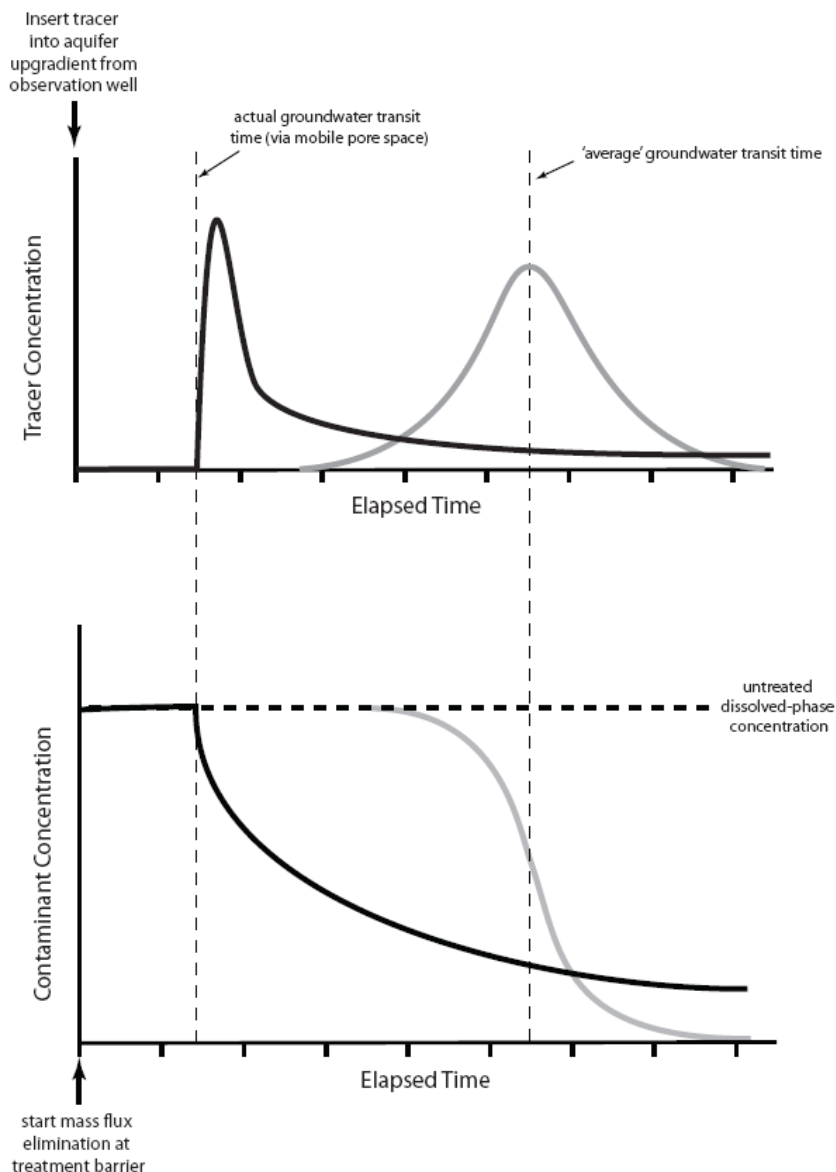 Insert tracer
into aquifer
upgradient from
observation well
actual groundwater transit
time (via mobile pore space)
'average' groundwater transit time
Tracer Concentration
Elapsed Time
untreated
dissolved-phase
concentration
Contaminant Concentration
Elapsed Time
start mass flux
elimination at
treatment barrier